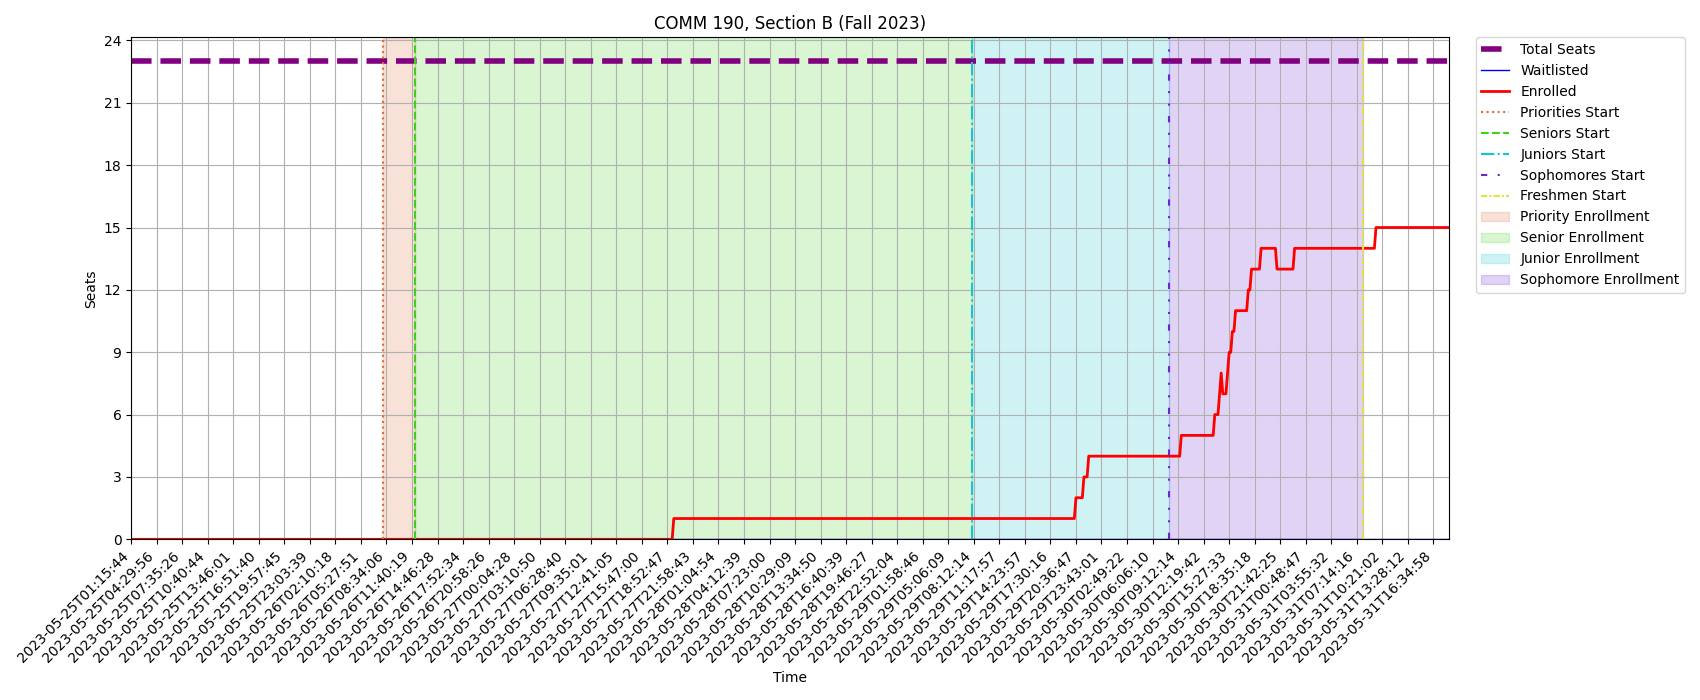 COMM 190, Section B (Fall 2023)
24
21
18
15
12
9
6
3
0
Seats
2023-05-25T01:15:44
2023-05-25T04:29:56
2023-05-25T07:35:26
2023-05-25T10:40:44
2023-05-25T13:46:01
2023-05-25T16:51:40
2023-05-25T19:57:45
2023-05-25T23:03:39
2023-05-26T02:10:18
2023-05-26T05:27:51
2023-05-26T08:34:06
2023-05-26T11:40:19
2023-05-26T14:46:28
2023-05-26T17:52:34
2023-05-26T20:58:26
2023-05-27T00:04:28
2023-05-27T03:10:50
2023-05-27T06:28:40
2023-05-27T09:35:01
2023-05-27T12:41:05
2023-05-27T15:47:00
2023-05-27T18:52:47
2023-05-27T21:58:43
2023-05-28T01:04:54
2023-05-28T04:12:39
2023-05-28T07:23:00
2023-05-28T10:29:09
2023-05-28T13:34:50
2023-05-28T16:40:39
2023-05-28T19:46:27
2023-05-28T22:52:04
2023-05-29T01:58:46
2023-05-29T05:06:09
2023-05-29T08:12:14
2023-05-29T11:17:57
2023-05-29T14:23:57
2023-05-29T17:30:16
2023-05-29T20:36:47
2023-05-29T23:43:01
2023-05-30T02:49:22
2023-05-30T06:06:10
2023-05-30T09:12:14
2023-05-30T12:19:42
2023-05-30T15:27:33
2023-05-30T18:35:18
2023-05-30T21:42:25
2023-05-31T00:48:47
2023-05-31T03:55:32
2023-05-31T07:14:16
2023-05-31T10:21:02
2023-05-31T13:28:12
2023-05-31T16:34:58
Time
Total Seats
Waitlisted
Enrolled
Priorities Start
Seniors Start
Juniors Start
Sophomores Start
Freshmen Start
Priority Enrollment
Senior Enrollment
Junior Enrollment
Sophomore Enrollment